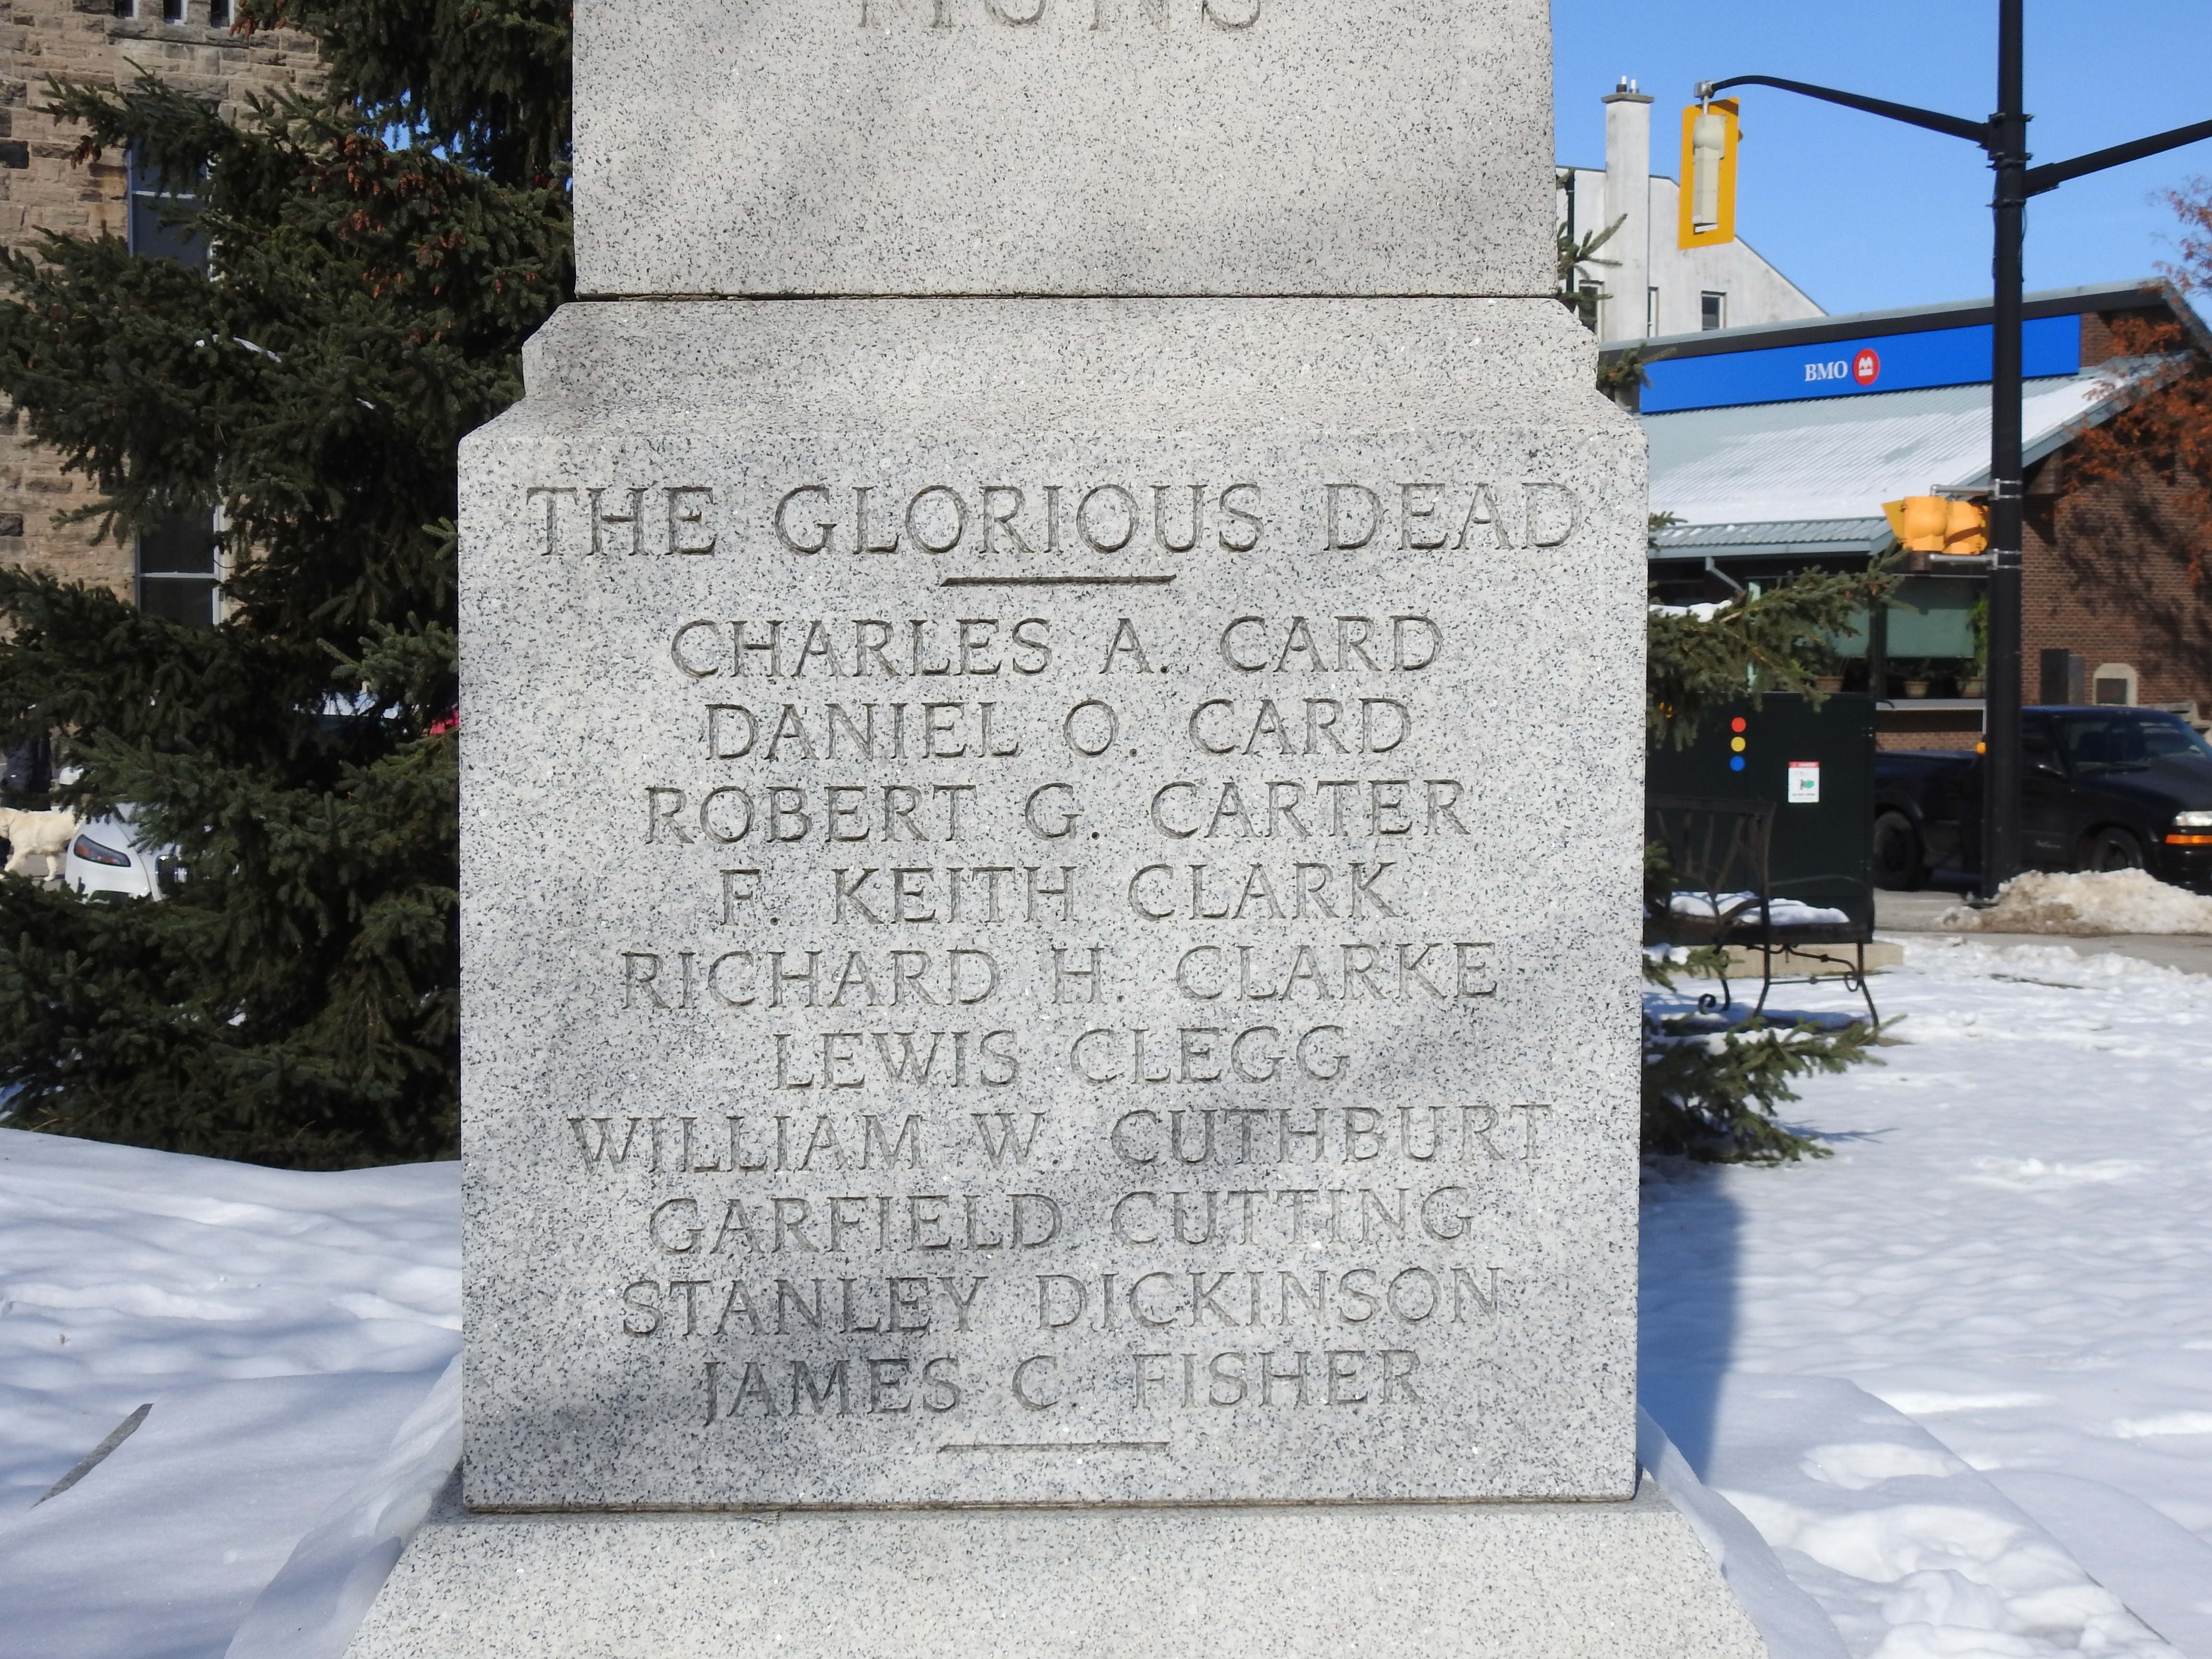 MONS
THE GLORIOUS DEAD
CHARLES A. CARD
DANIEL O. CARD
ROBERT G. CARTER
F. KEITH CLARK
RICHARD H. CLARKE
LEWIS CLEGG
WILLIAM W. CUTHBURT
GARFIELD CUTTING
STANLEY DICKINSON
JAMES C. FISHER
BMO